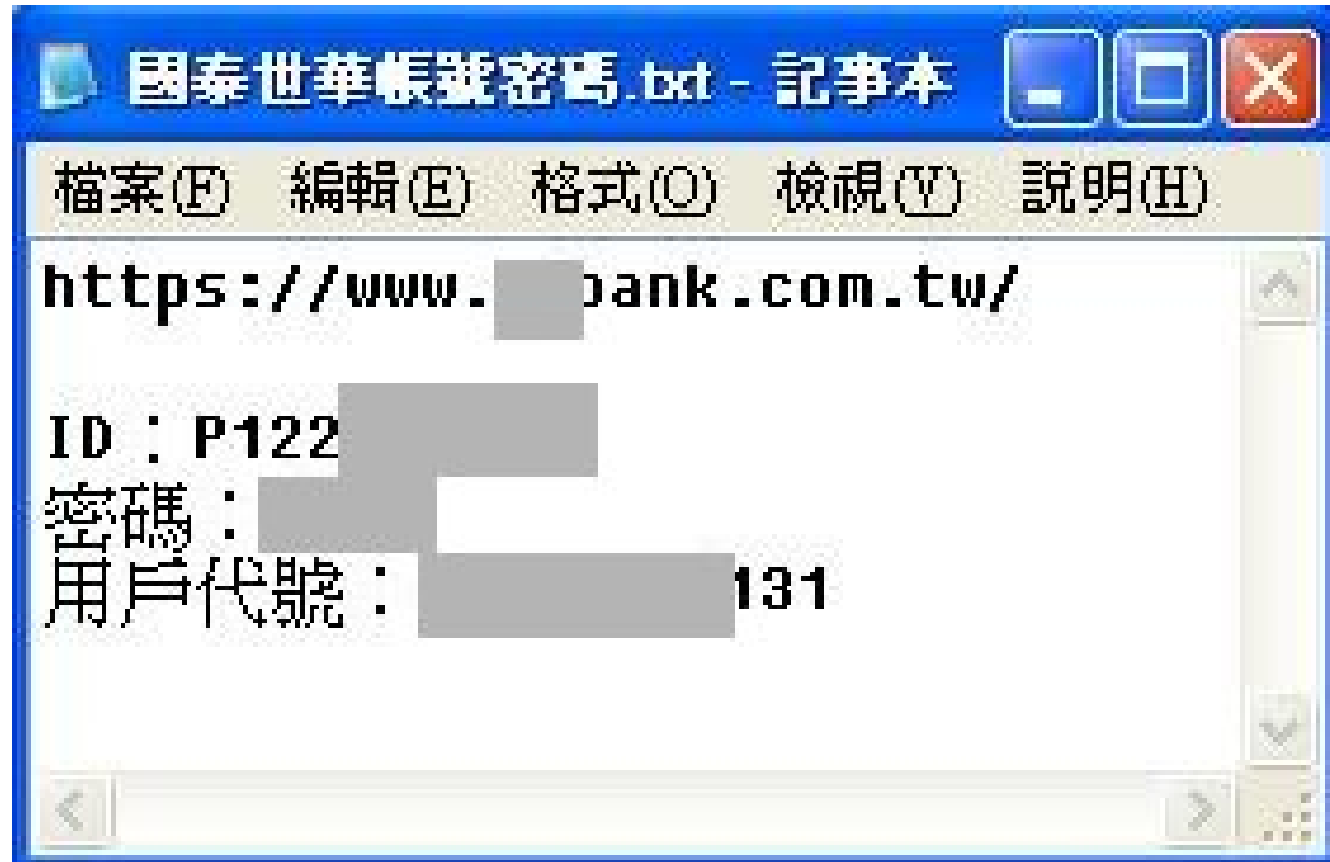 國泰世華帳號密碼.txt - 記事本
檔案(F) 編輯(E) 格式(O) 檢視(V) 說明(H)
https://www. bank.com.tw/
ID：P122
密碼：
用戶代號： 131